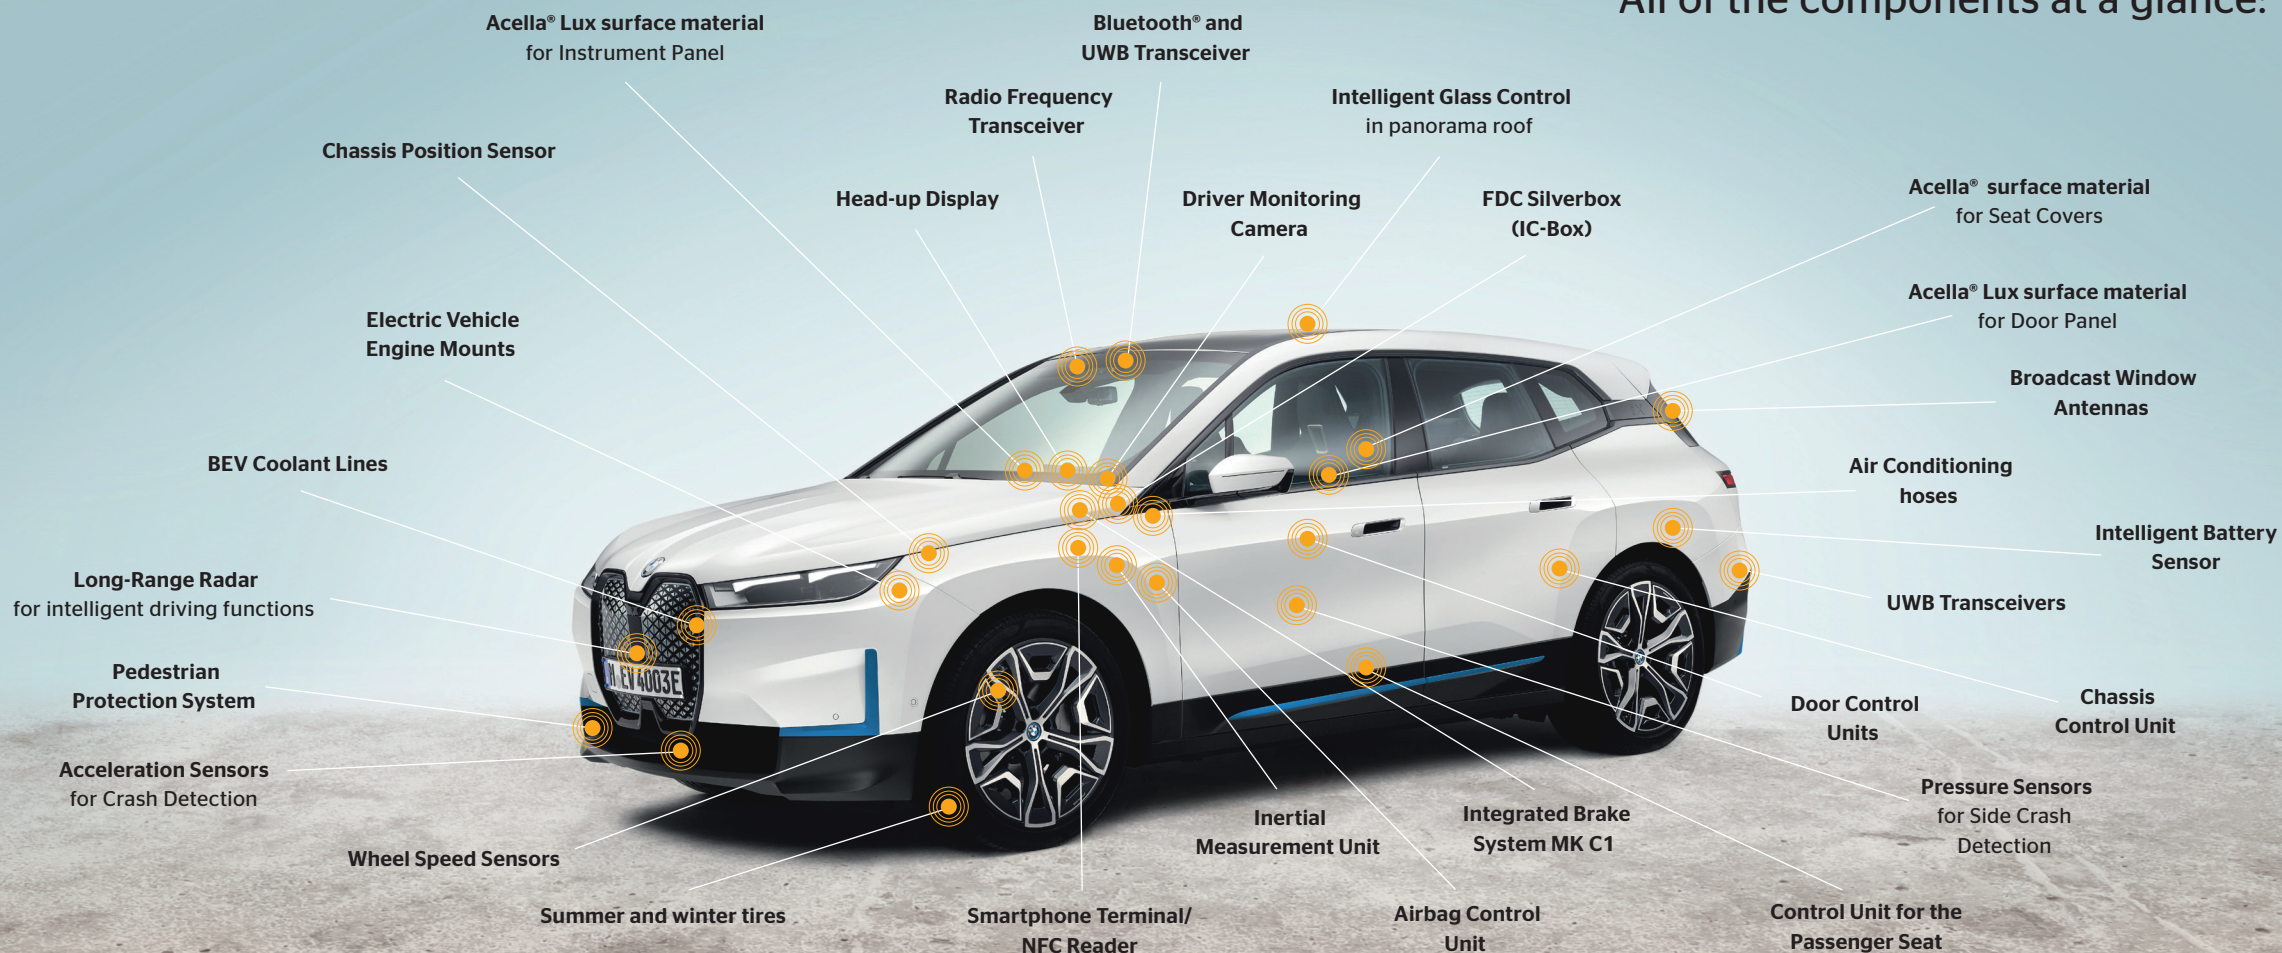 All of the components at a glance:
Acella® Lux surface material
for Instrument Panel
Bluetooth® and
UWB Transceiver
Radio Frequency
Transceiver
Intelligent Glass Control
in panorama roof
Chassis Position Sensor
Head-up Display
Driver Monitoring
Camera
FDC Silverbox
(IC-Box)
Acella® surface material
for Seat Covers
Acella® Lux surface material
for Door Panel
Electric Vehicle
Engine Mounts
Broadcast Window
Antennas
BEV Coolant Lines
Air Conditioning
hoses
Intelligent Battery
Sensor
Long-Range Radar
for intelligent driving functions
UWB Transceivers
Pedestrian
Protection System
Door Control
Units
Chassis
Control Unit
Acceleration Sensors
for Crash Detection
Pressure Sensors
for Side Crash
Detection
Inertial
Measurement Unit
Integrated Brake
System MK C1
Wheel Speed Sensors
Summer and winter tires
Smartphone Terminal/
NFC Reader
Airbag Control
Unit
Control Unit for the
Passenger Seat
EV 4003E